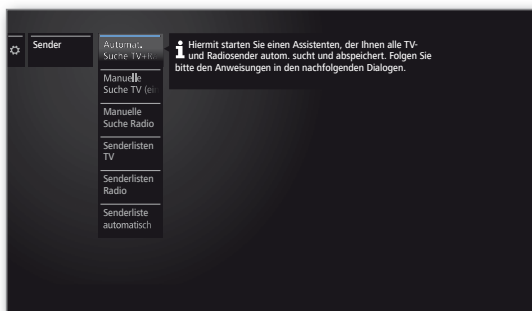 Sender
Automat.
Suche TV+R
Manuelle
Suche TV (ein
Manuelle
Suche Radio
Senderlisten
TV
Senderlisten
Radio
Senderliste
automatisch
Hiermit starten Sie einen Assistenten, der Ihnen alle TV-
und Radiosender autom. sucht und abspeichert. Folgen Sie
bitte den Anweisungen in den nachfolgenden Dialogen.